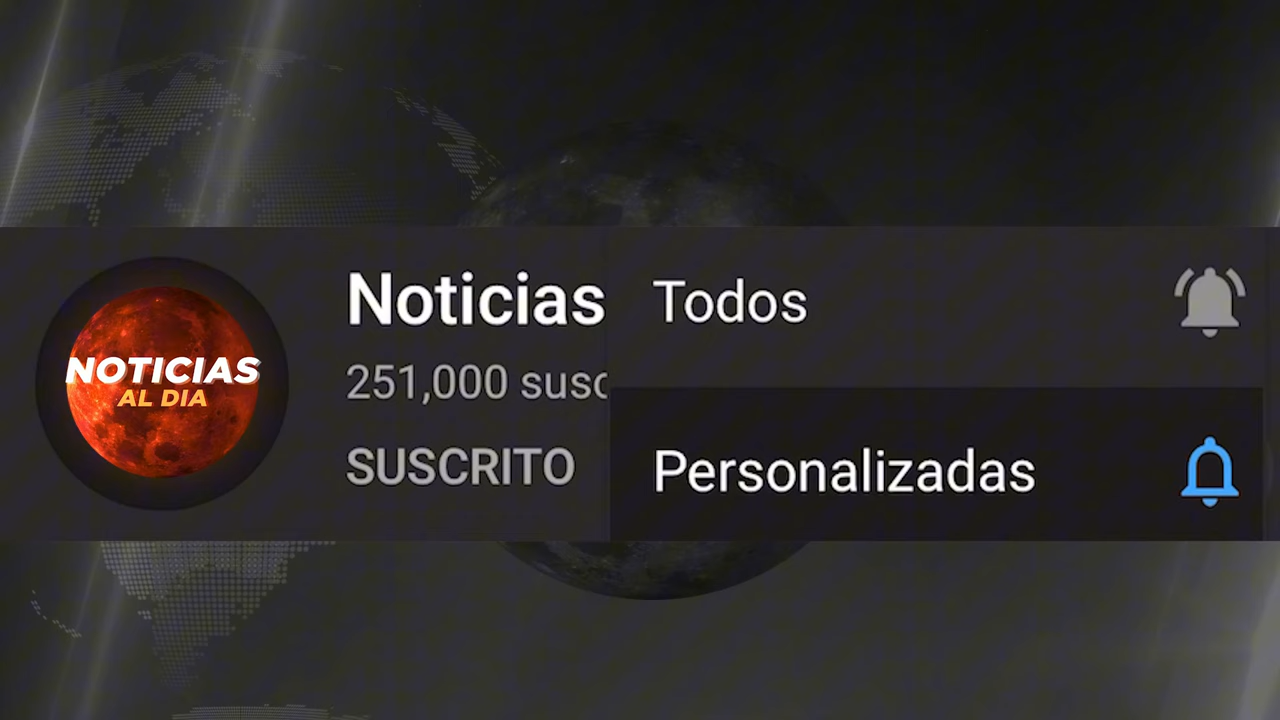 NOTICIAS
AL DIA
Noticias
251,000 susc
SUSCRITO
Todos
Personalizadas